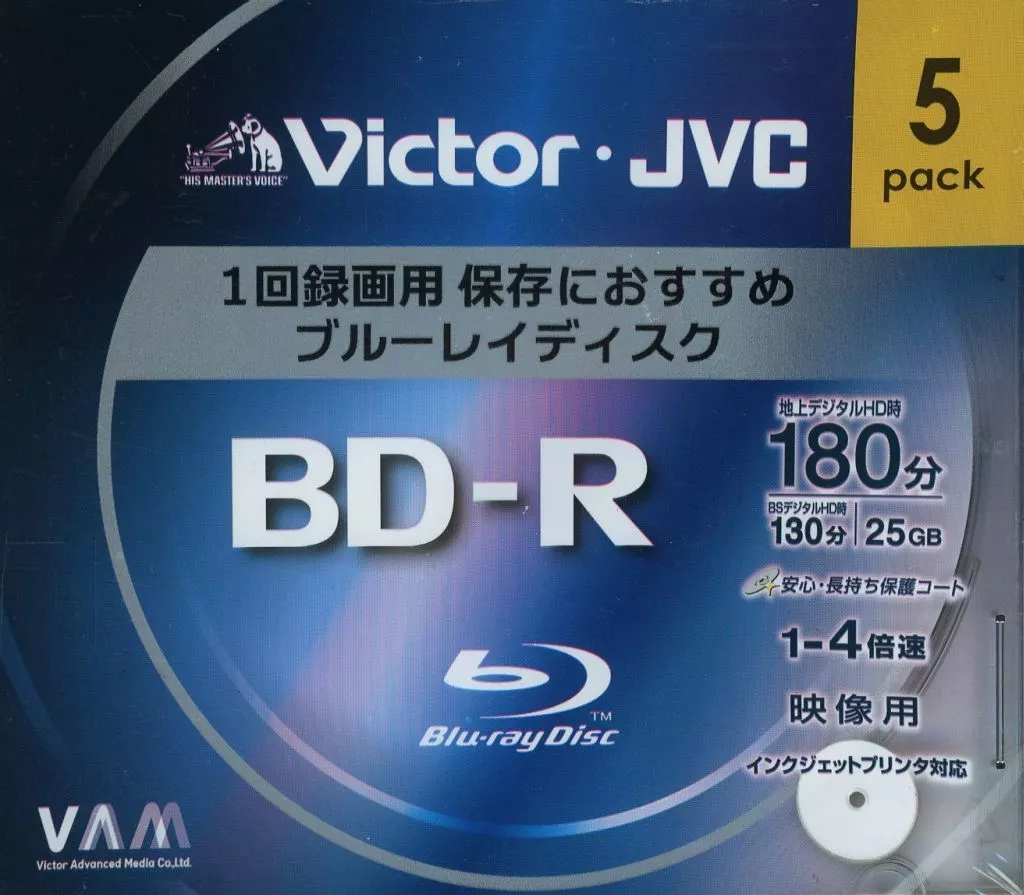 "HIS MASTER'S VOICE"
Victor・JVC
5
pack
1回録画用 保存におすすめ
ブルーレイディスク
BD-R
地上デジタルHD時
180分
BSデジタルHD時
130分 25GB
安心・長持ち保護コート
1-4倍速
映像用
インクジェットプリンタ対応
Blu-ray Disc
TM
VAM
Victor Advanced Media Co.,Ltd.